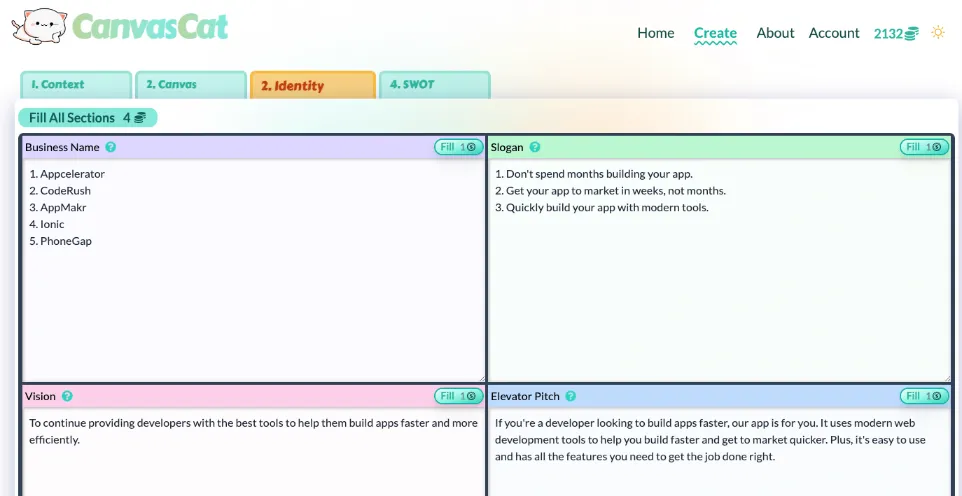 CanvasCat
Home Create About Account 2132
1. Context
2. Canvas
2. Identity
4. SWOT
Fill All Sections 4
Business Name ? Fill 1
1. Appcelerator
2. CodeRush
3. AppMakr
4. Ionic
5. PhoneGap
Slogan ? Fill 1
1. Don't spend months building your app.
2. Get your app to market in weeks, not months.
3. Quickly build your app with modern tools.
Vision ? Fill 1
To continue providing developers with the best tools to help them build apps faster and more
efficiently.
Elevator Pitch ? Fill 1
If you're a developer looking to build apps faster, our app is for you. It uses modern web
development tools to help you build faster and get to market quicker. Plus, it's easy to use
and has all the features you need to get the job done right.